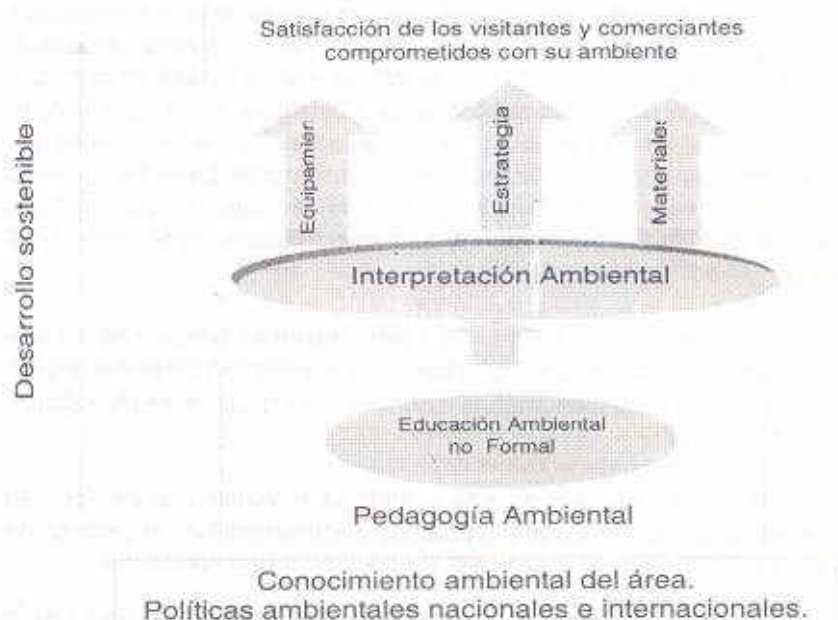 Satisfacción de los visitantes y comerciantes
comprometidos con su ambiente
Desarrollo sostenible
Equipamier
Estrategia
Materiale
Interpretación Ambiental
Educación Ambiental
no Formal
Pedagogía Ambiental
Conocimiento ambiental del área.
Políticas ambientales nacionales e internacionales.